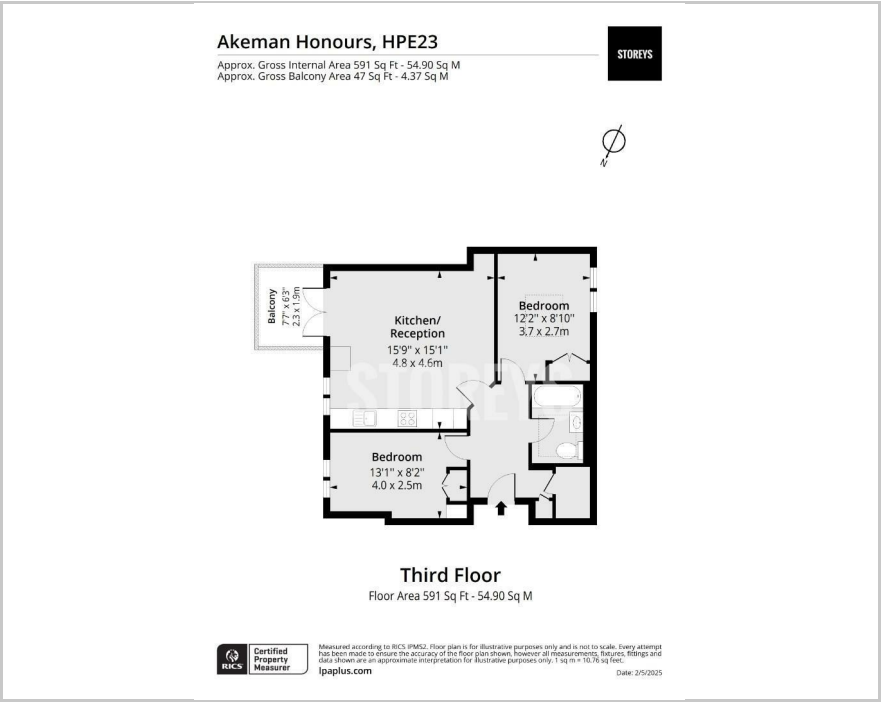 Akeman Honours, HPE23
Approx. Gross Internal Area 591 Sq Ft - 54.90 Sq M
Approx. Gross Balcony Area 47 Sq Ft - 4.37 Sq M
STOREYS
N
Balcony
7'7" x 6'3"
2.3 x 1.9m
Kitchen/
Reception
15'9" x 15'1"
4.8 x 4.6m
Bedroom
12'2" x 8'10"
3.7 x 2.7m
STOREYS
Bedroom
13'1" x 8'2"
4.0 x 2.5m
Third Floor
Floor Area 591 Sq Ft - 54.90 Sq M
RICS
Certified
Property
Measurer
Measured according to RICS IPMS2. Floor plan is for illustrative purposes only and is not to scale. Every attempt
has been made to ensure the accuracy of the floor plan shown, however all measurements, fixtures, fittings and
data shown are an approximate interpretation for illustrative purposes only. 1 sq m = 10.76 sq feet.
lpaplus.com
Date: 2/5/2025